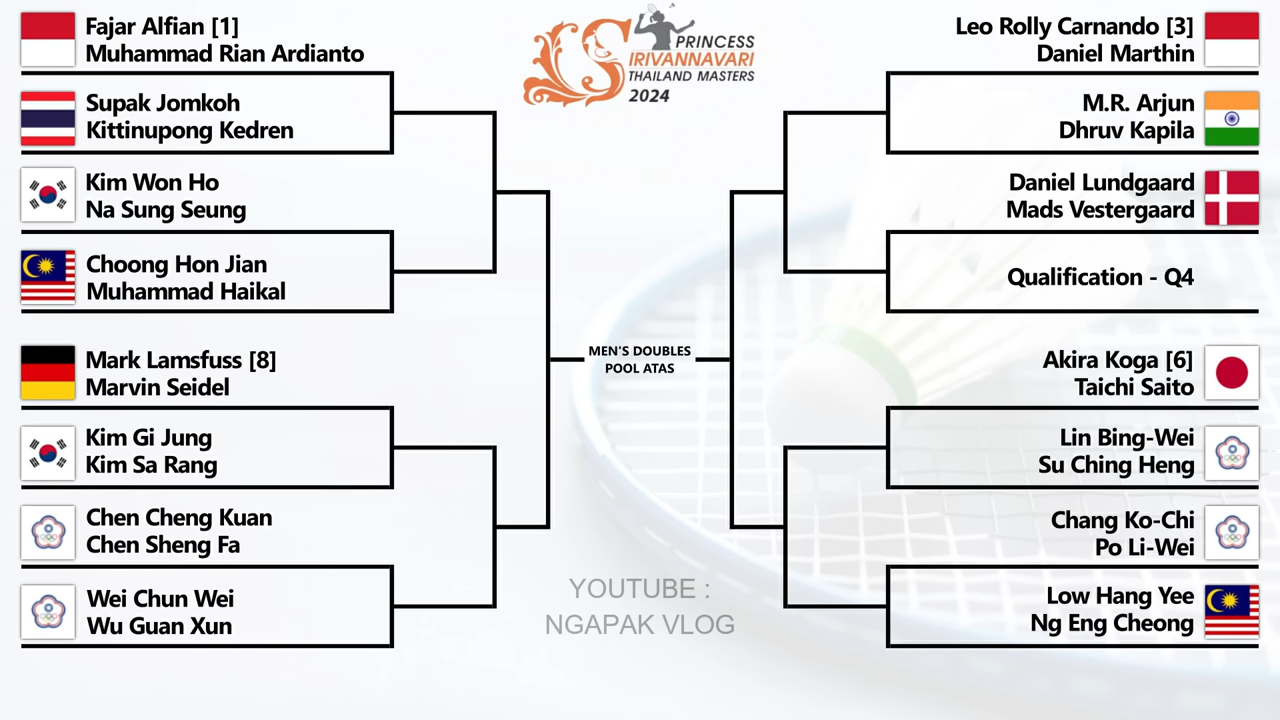 Fajar Alfian [1]
Muhammad Rian Ardianto
Supak Jomkoh
Kittinupong Kedren
Kim Won Ho
Na Sung Seung
Choong Hon Jian
Muhammad Haikal
Mark Lamsfuss [8]
Marvin Seidel
Kim Gi Jung
Kim Sa Rang
Chen Cheng Kuan
Chen Sheng Fa
Wei Chun Wei
Wu Guan Xun
PRINCESS
SIRIVANNAVARI
THAILAND MASTERS
2024
MEN'S DOUBLES
POOL ATAS
YOUTUBE :
NGAPAK VLOG
Leo Rolly Carnando [3]
Daniel Marthin
M.R. Arjun
Dhruv Kapila
Daniel Lundgaard
Mads Vestergaard
Qualification - Q4
Akira Koga [6]
Taichi Saito
Lin Bing-Wei
Su Ching Heng
Chang Ko-Chi
Po Li-Wei
Low Hang Yee
Ng Eng Cheong